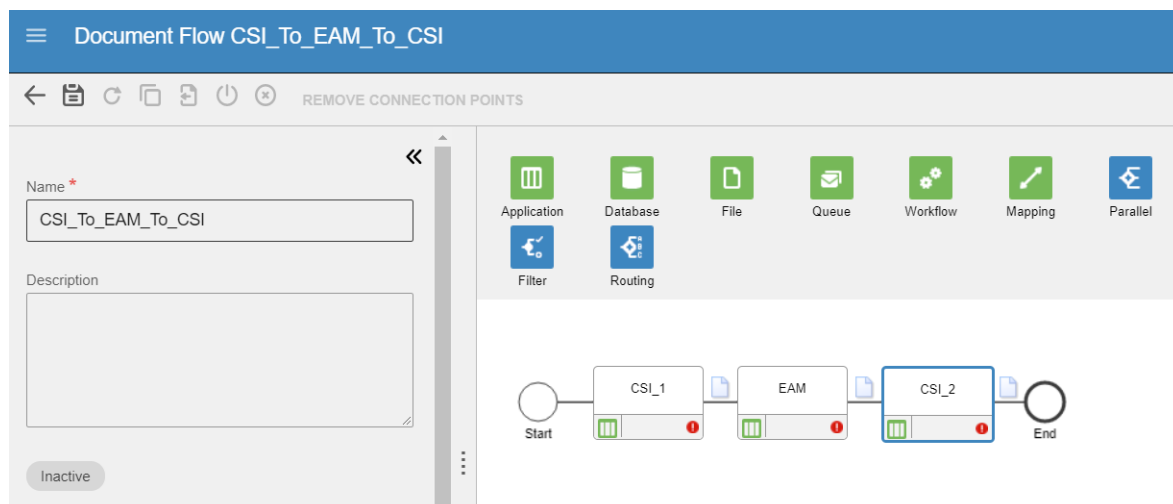 Document Flow CSI_To_EAM_To_CSI
REMOVE CONNECTION POINTS
Name *
CSI_To_EAM_To_CSI
Description
Inactive
Application Database File Queue Workflow Mapping Parallel
Filter Routing
CSI_1 EAM CSI_2
Start End